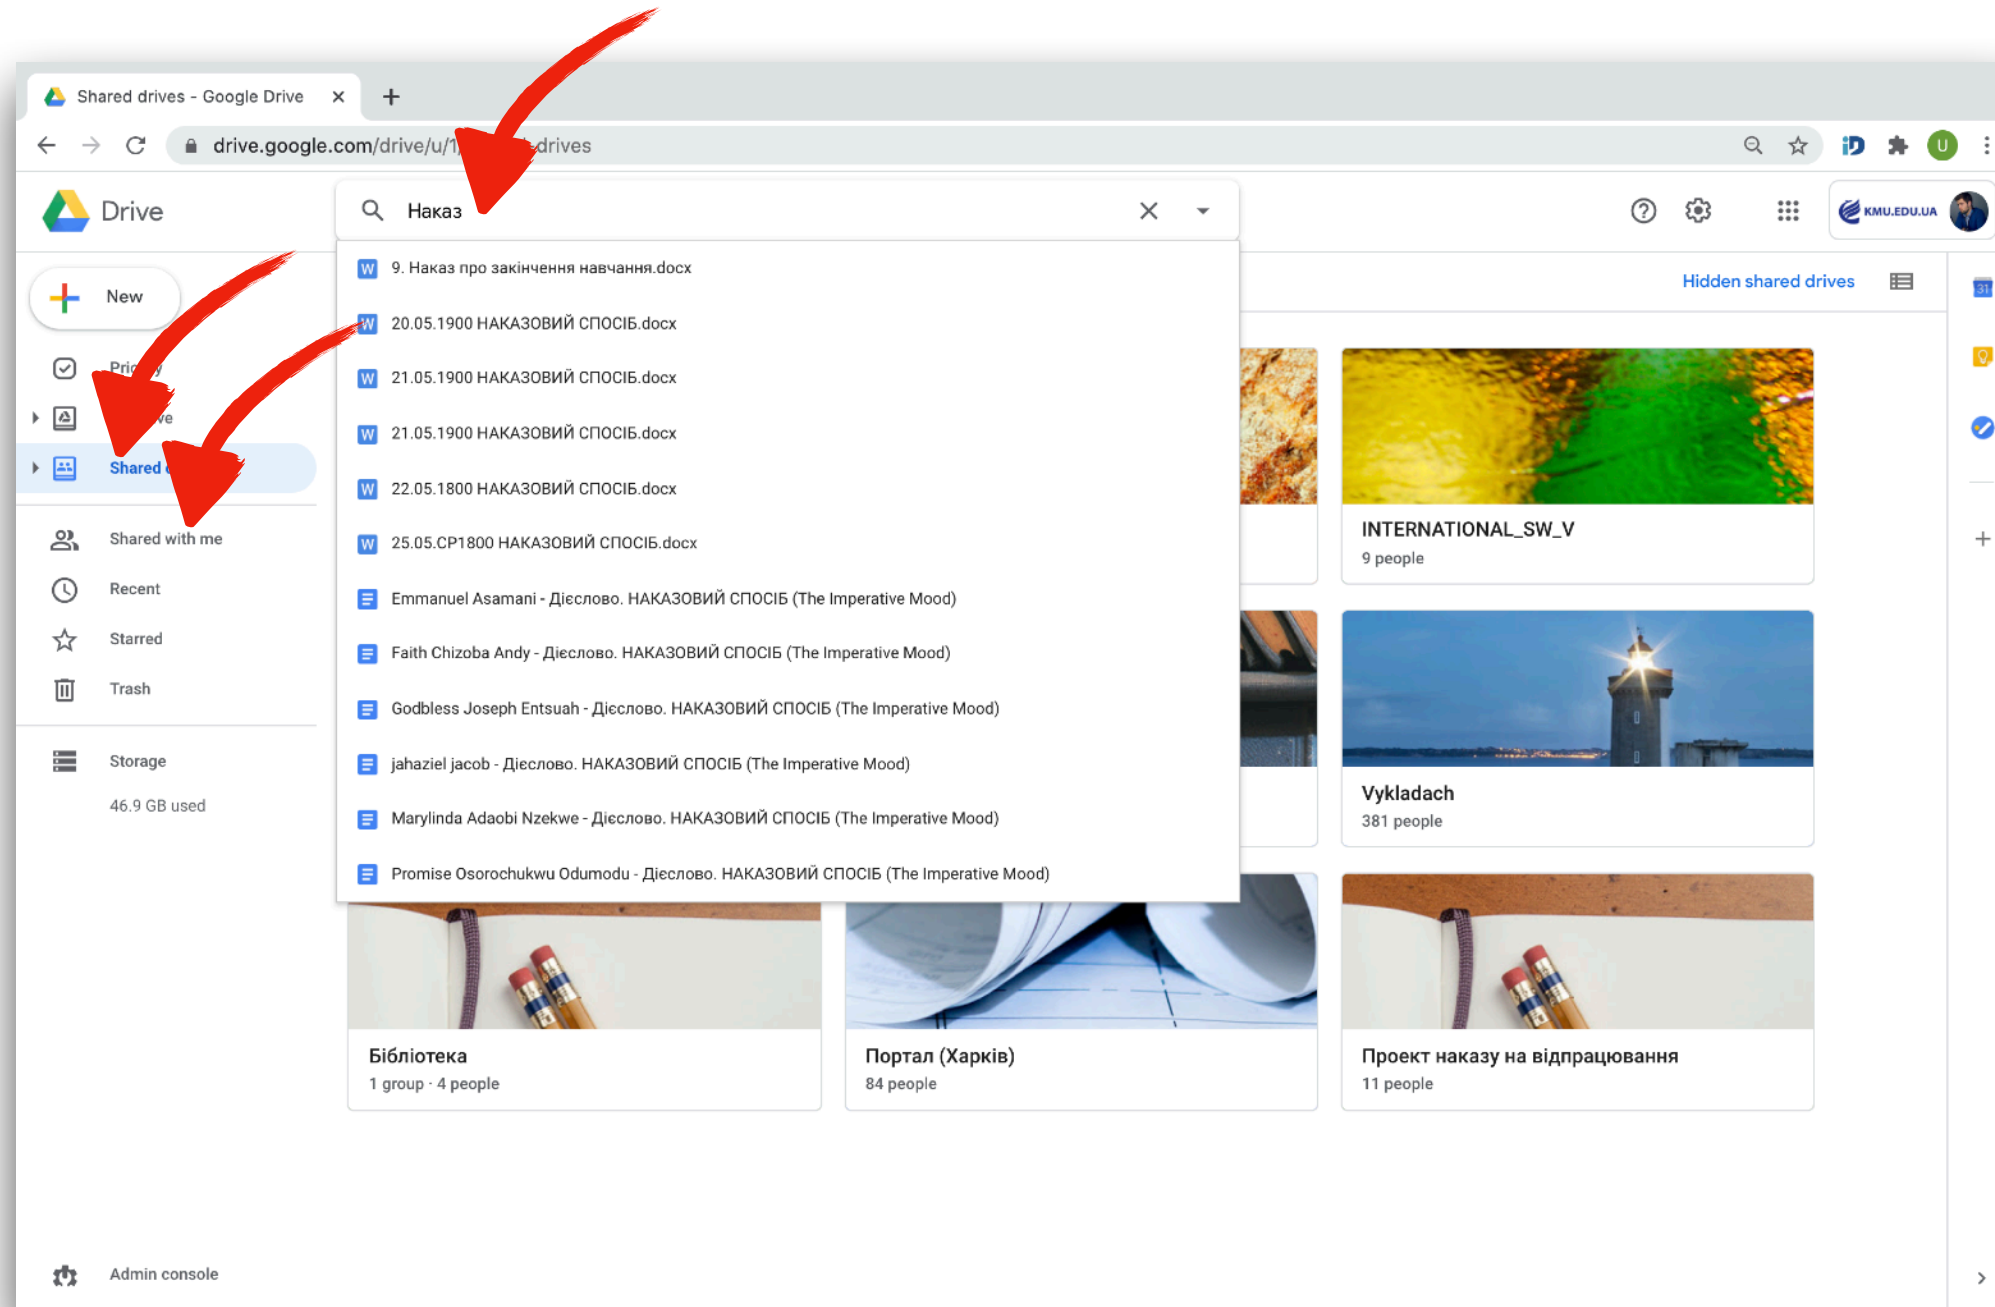 Shared drives - Google Drive
drive.google.com/drive/u/1/ drives
U
Drive
Наказ
KMU.EDU.UA
New
Hidden shared drives
31
Priority
Shared
Shared with me
Recent
Starred
Trash
Storage
46.9 GB used
Admin console
W 9. Наказ про закінчення навчання.docx
W 20.05.1900 НАКАЗОВИЙ СПОСІБ.docx
W 21.05.1900 НАКАЗОВИЙ СПОСІБ.docx
W 21.05.1900 НАКАЗОВИЙ СПОСІБ.docx
W 22.05.1800 НАКАЗОВИЙ СПОСІБ.docx
W 25.05.СР1800 НАКАЗОВИЙ СПОСІБ.docx
Emmanuel Asamani - Дієслово. НАКАЗОВИЙ СПОСІБ (The Imperative Mood)
Faith Chizoba Andy - Дієслово. НАКАЗОВИЙ СПОСІБ (The Imperative Mood)
Godbless Joseph Entsuah - Дієслово. НАКАЗОВИЙ СПОСІБ (The Imperative Mood)
jahaziel jacob - Дієслово. НАКАЗОВИЙ СПОСІБ (The Imperative Mood)
Marylinda Adaobi Nzekwe - Дієслово. НАКАЗОВИЙ СПОСІБ (The Imperative Mood)
Promise Osorochukwu Odumodu - Дієслово. НАКАЗОВИЙ СПОСІБ (The Imperative Mood)
INTERNATIONAL_SW_V
9 people
Vykladach
381 people
Бібліотека
1 group · 4 people
Портал (Харків)
84 people
Проект наказу на відпрацювання
11 people